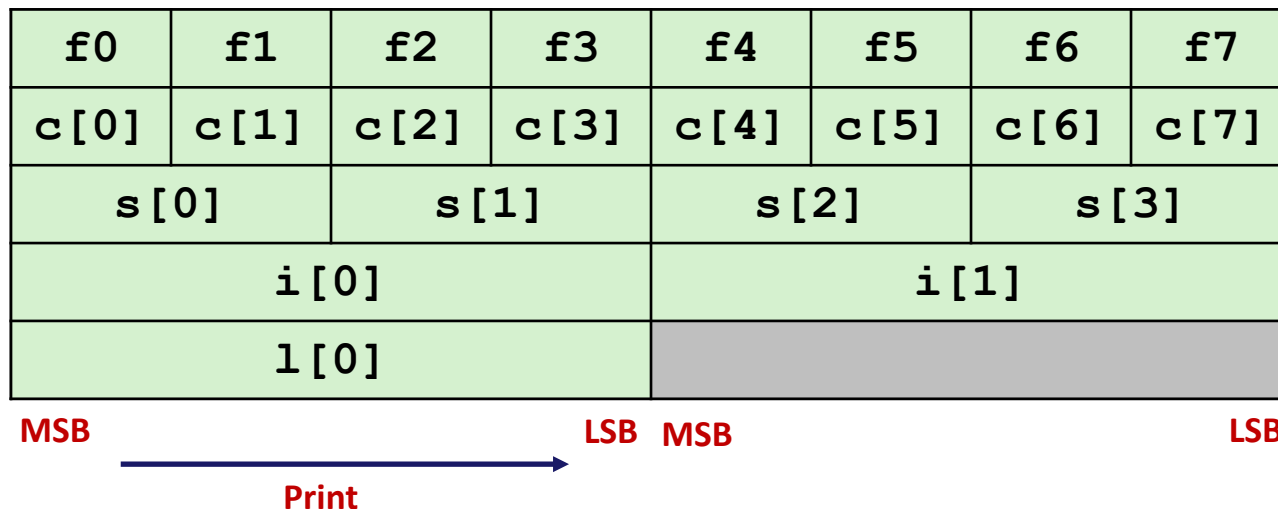 f0 f1 f2 f3 f4 f5 f6 f7
c[0] c[1] c[2] c[3] c[4] c[5] c[6] c[7]
s[0] s[1] s[2] s[3]
i[0] i[1]
l[0]
MSB LSB MSB LSB
Print